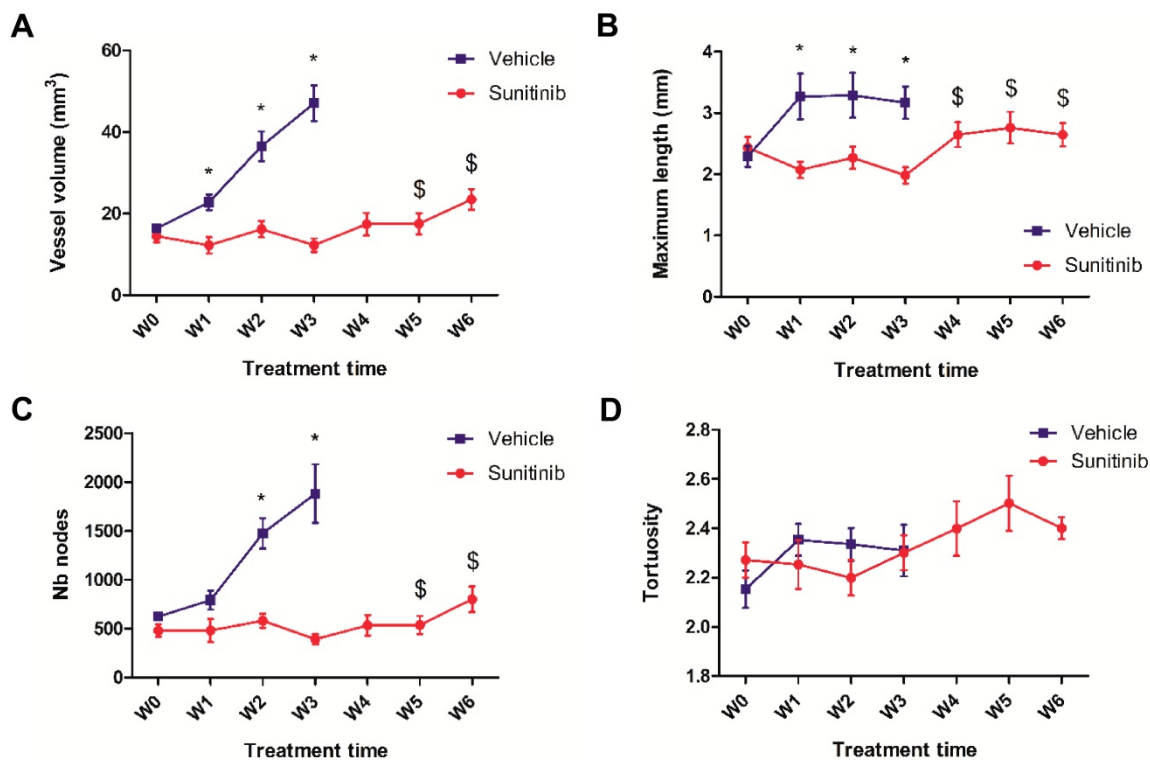 A
Vessel volume (mm³)
60
40
20
0
* * *
$ $
Vehicle
Sunitinib
W0 W1 W2 W3 W4 W5 W6
Treatment time
B
Maximum length (mm)
4
3
2
1
0
* * *
$ $ $
Vehicle
Sunitinib
W0 W1 W2 W3 W4 W5 W6
Treatment time
C
Nb nodes
2500
2000
1500
1000
500
0
* *
$ $
Vehicle
Sunitinib
W0 W1 W2 W3 W4 W5 W6
Treatment time
D
Tortuosity
2.8
2.6
2.4
2.2
2.0
1.8
Vehicle
Sunitinib
W0 W1 W2 W3 W4 W5 W6
Treatment time